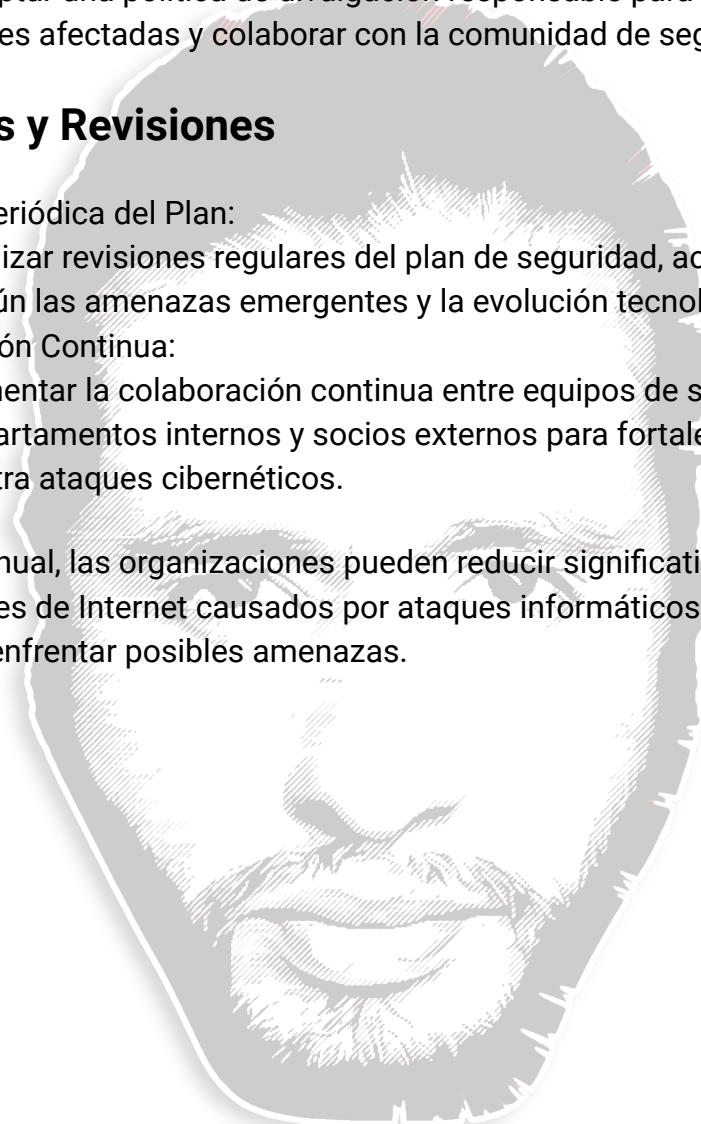 ptar una política de divulgación responsable para
es afectadas y colaborar con la comunidad de seg
s y Revisiones
eriódica del Plan:
izar revisiones regulares del plan de seguridad, ac
ún las amenazas emergentes y la evolución tecnol
ón Continua:
nentar la colaboración continua entre equipos de s
artamentos internos y socios externos para fortale
tra ataques cibernéticos.
nual, las organizaciones pueden reducir significati
es de Internet causados por ataques informáticos
enfrentar posibles amenazas.